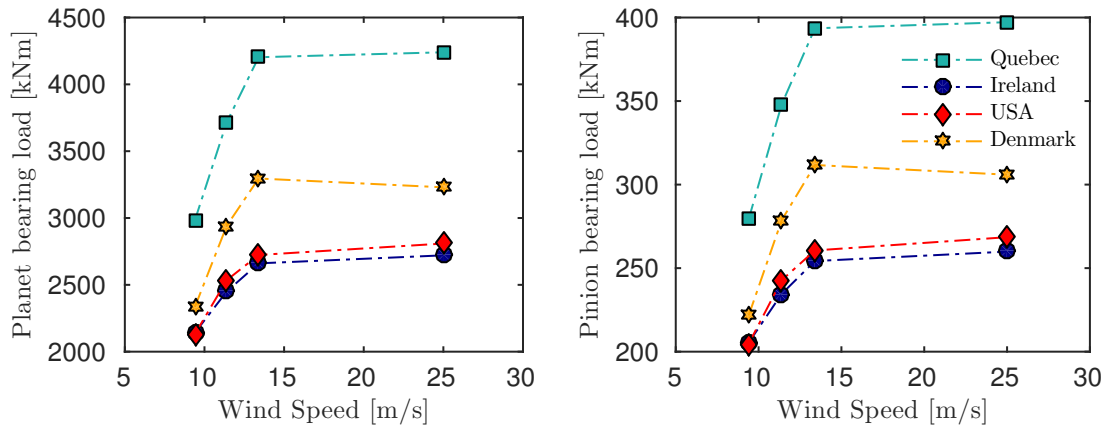 Planet bearing load [kNm]
4500
4000
3500
3000
2500
2000
5 10 15 20 25 30
Wind Speed [m/s]
Pinion bearing load [kNm]
400
350
300
250
200
5 10 15 20 25 30
Wind Speed [m/s]
Quebec
Ireland
USA
Denmark